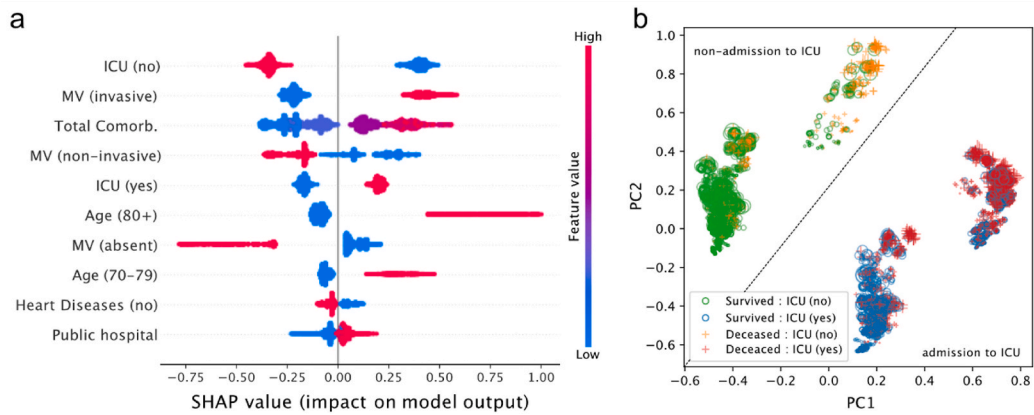 a
ICU (no)
MV (invasive)
Total Comorb.
MV (non-invasive)
ICU (yes)
Age (80+)
MV (absent)
Age (70-79)
Heart Diseases (no)
Public hospital
−0.75 −0.50 −0.25 0.00 0.25 0.50 0.75 1.00
SHAP value (impact on model output)
High
Feature value
Low
b
non-admission to ICU
1.0
0.8
0.6
0.4
0.2
0.0
−0.2
−0.4
−0.6
PC2
Survived : ICU (no)
Survived : ICU (yes)
Deceased : ICU (no)
Deceaced : ICU (yes)
admission to ICU
−0.6 −0.4 −0.2 0.0 0.2 0.4 0.6 0.8
PC1